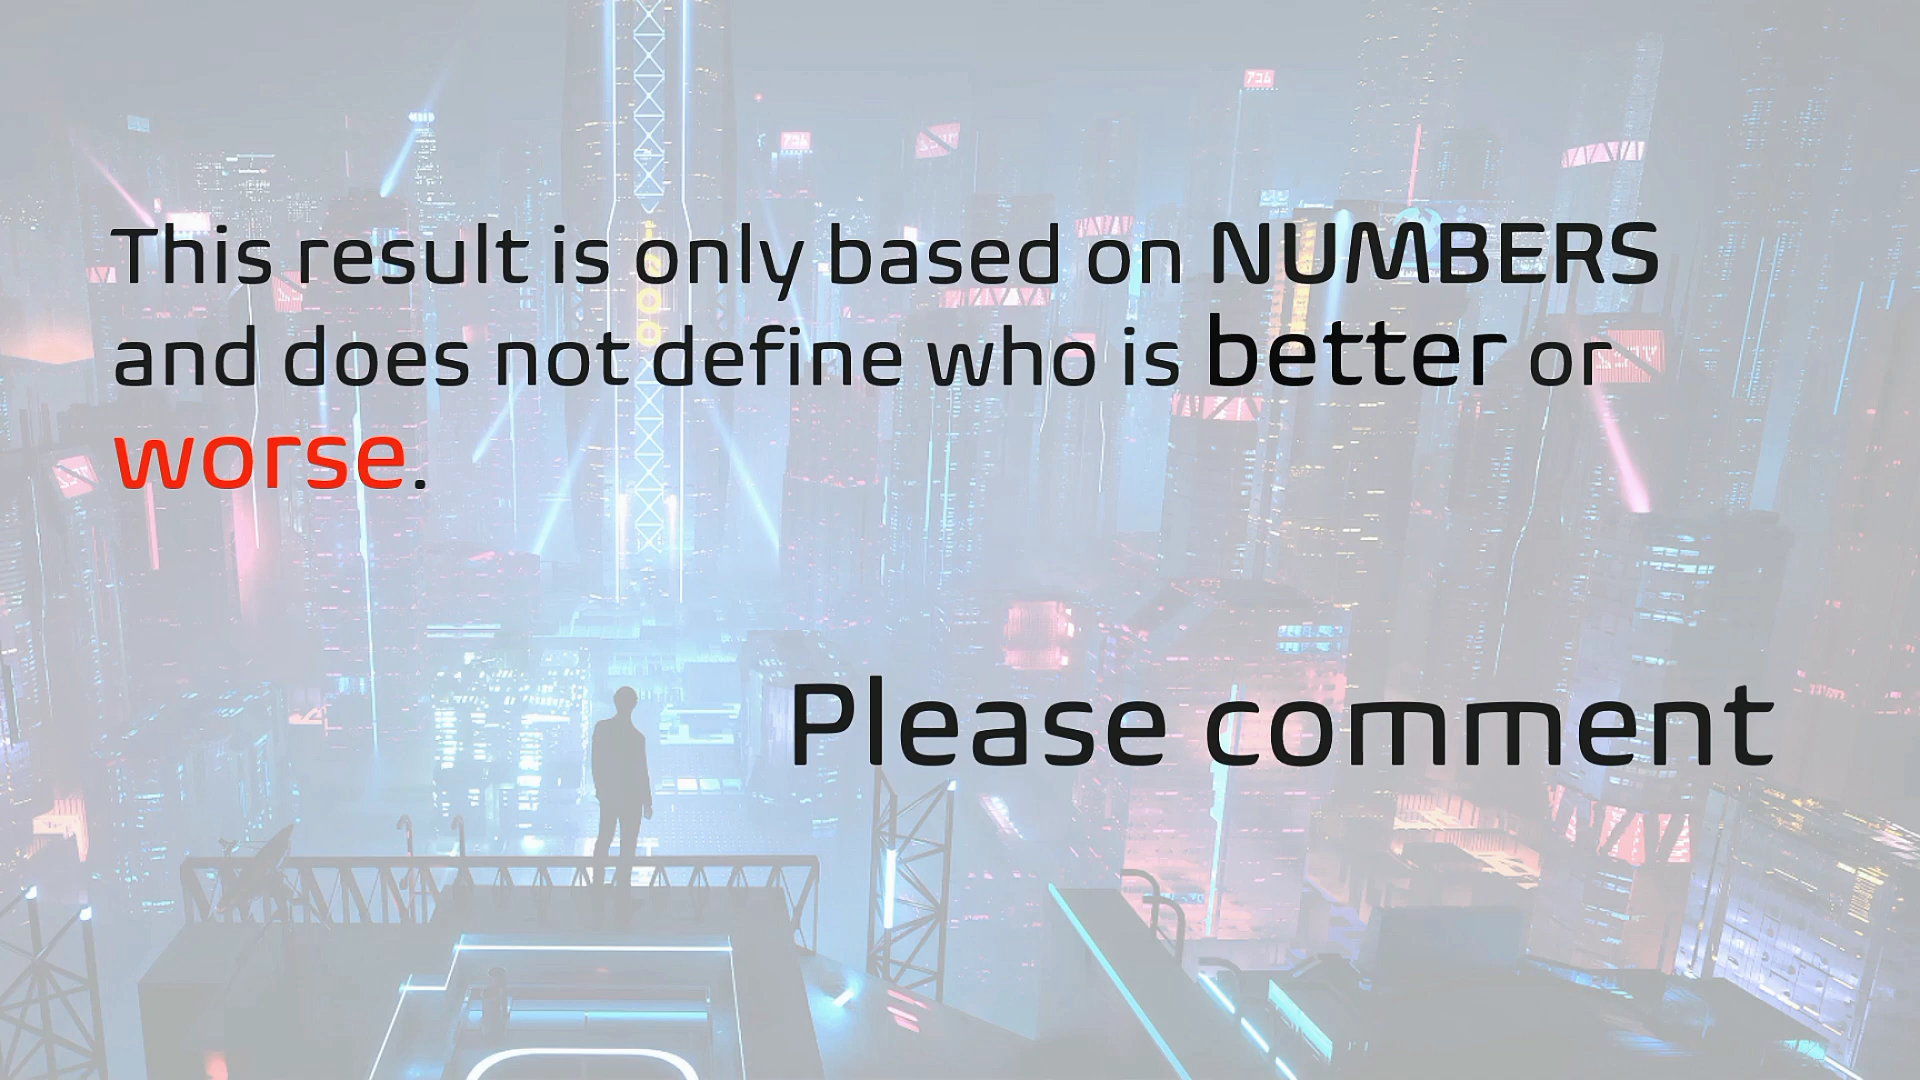 This result is only based on NUMBERS
and does not define who is better or
worse.
Please comment